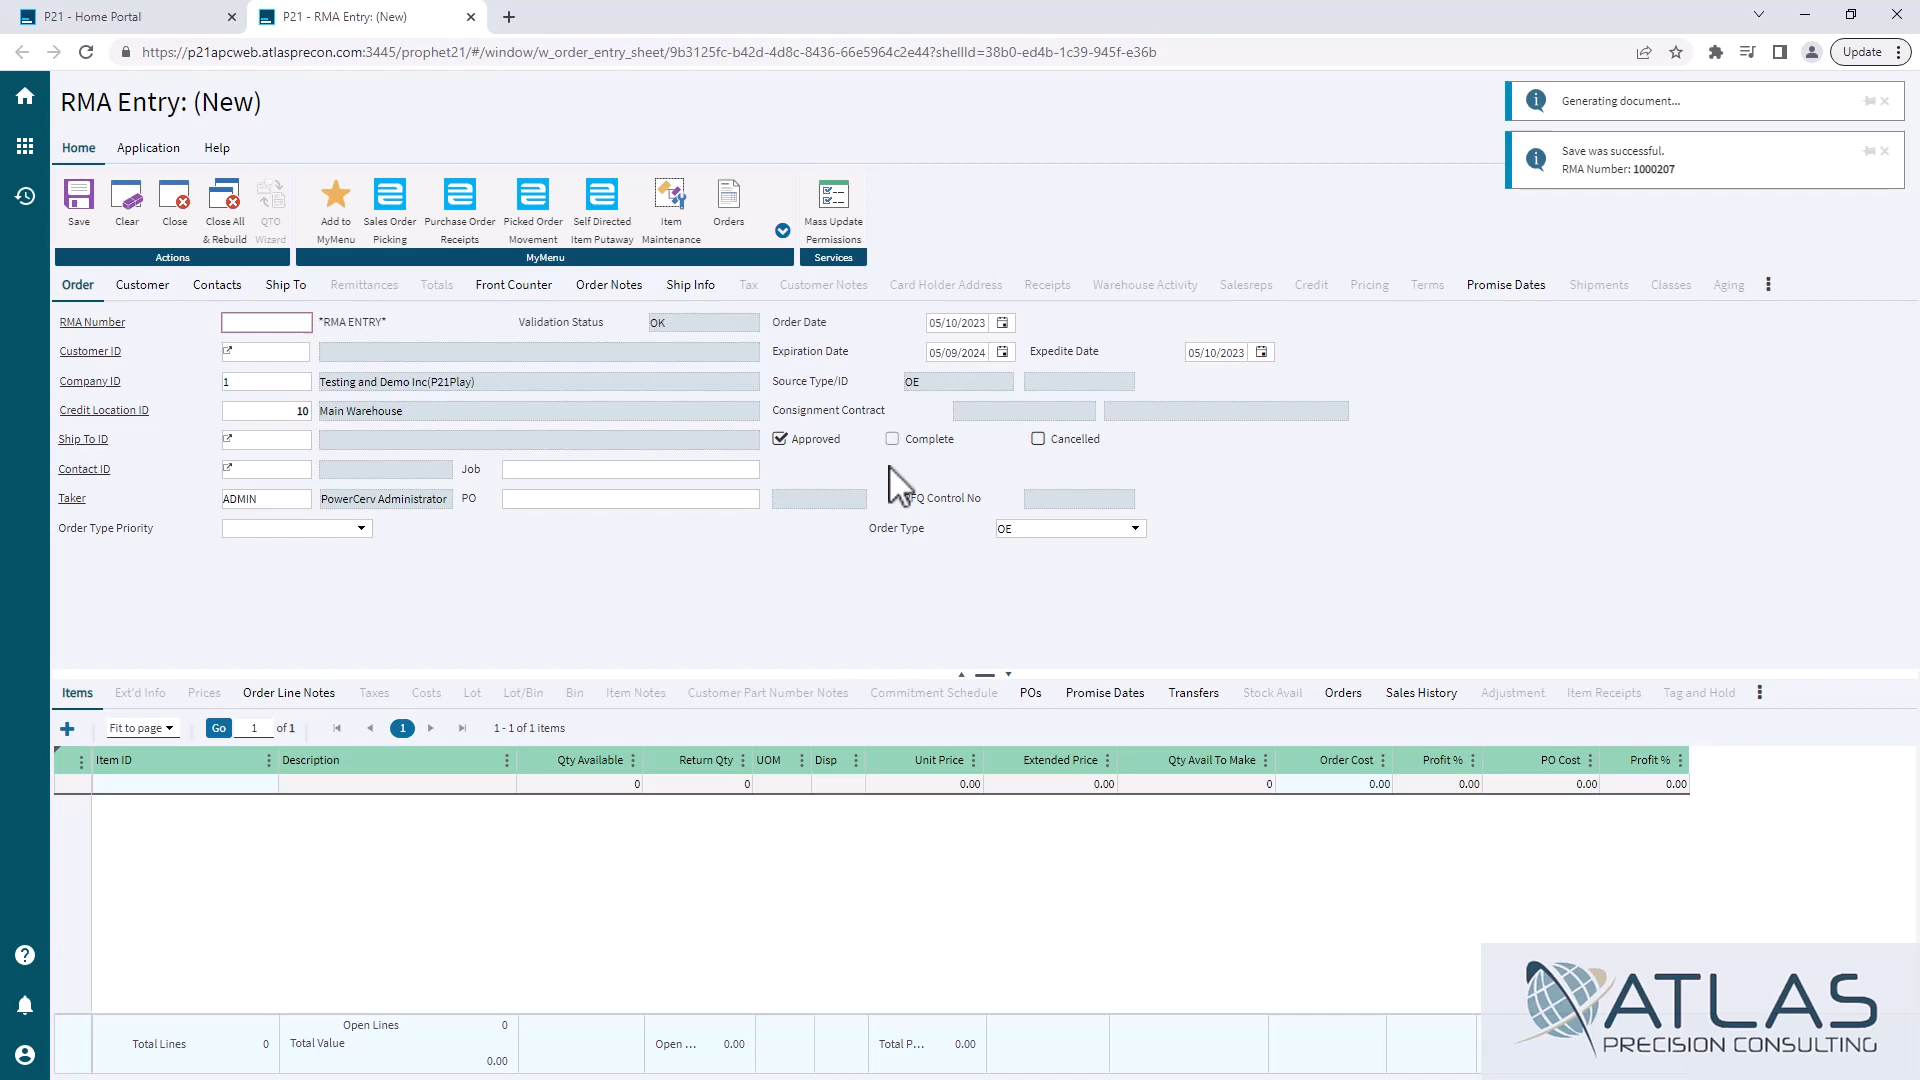 P21 - Home Portal
P21 - RMA Entry: (New)
https://p21apcweb.atlasprecon.com:3445/prophet21/#/window/w_order_entry_sheet/9b3125fc-b42d-4d8c-8436-66e5964c2e44?shellId=38b0-ed4b-1c39-945f-e36b
Update
RMA Entry: (New)
Generating document...
Save was successful.
RMA Number: 1000207
Home Application Help
Save Clear Close Close All & Rebuild QTO Wizard
Add to MyMenu Sales Order Picking Purchase Order Receipts Picked Order Movement Self Directed Item Putaway Item Maintenance Orders
Mass Update Permissions
Actions MyMenu Services
Order Customer Contacts Ship To Remittances Totals Front Counter Order Notes Ship Info Tax Customer Notes Card Holder Address Receipts Warehouse Activity Salesreps Credit Pricing Terms Promise Dates Shipments Classes Aging
RMA Number *RMA ENTRY* Validation Status OK Order Date 05/10/2023
Customer ID Expiration Date 05/09/2024 Expedite Date 05/10/2023
Company ID 1 Testing and Demo Inc(P21Play) Source Type/ID OE
Credit Location ID 10 Main Warehouse Consignment Contract
Ship To ID Approved Complete Cancelled
Contact ID Job
Taker ADMIN PowerCerv Administrator PO FQ Control No
Order Type Priority Order Type OE
Items Ext'd Info Prices Order Line Notes Taxes Costs Lot Lot/Bin Bin Item Notes Customer Part Number Notes Commitment Schedule POs Promise Dates Transfers Stock Avail Orders Sales History Adjustment Item Receipts Tag and Hold
Fit to page Go 1 of 1 1 1 - 1 of 1 items
Item ID Description Qty Available Return Qty UOM Disp Unit Price Extended Price Qty Avail To Make Order Cost Profit % PO Cost Profit %
0 0 0.00 0.00 0 0.00 0.00 0.00 0.00
Open Lines 0
Total Lines 0 Total Value Open ... 0.00 Total P... 0.00
0.00
ATLAS
PRECISION CONSULTING